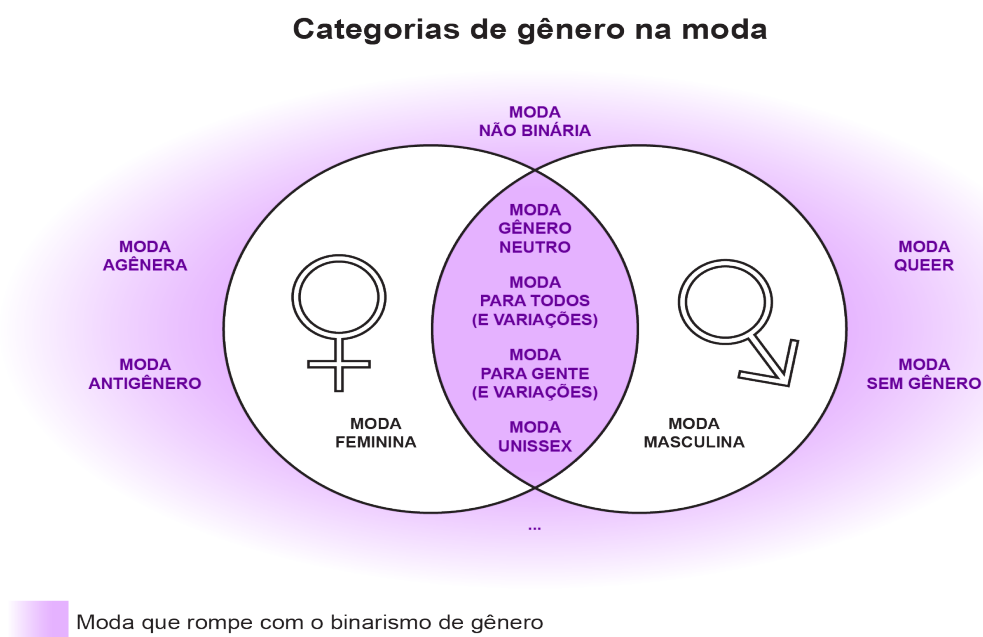 Categorias de gênero na moda
MODA
NÃO BINÁRIA
MODA
AGÊNERA
MODA
ANTIGÊNERO
MODA
GÊNERO
NEUTRO
MODA
PARA TODOS
(E VARIAÇÕES)
MODA
PARA GENTE
(E VARIAÇÕES)
MODA
UNISSEX
MODA
FEMININA
MODA
MASCULINA
MODA
QUEER
MODA
SEM GÊNERO
...
Moda que rompe com o binarismo de gênero